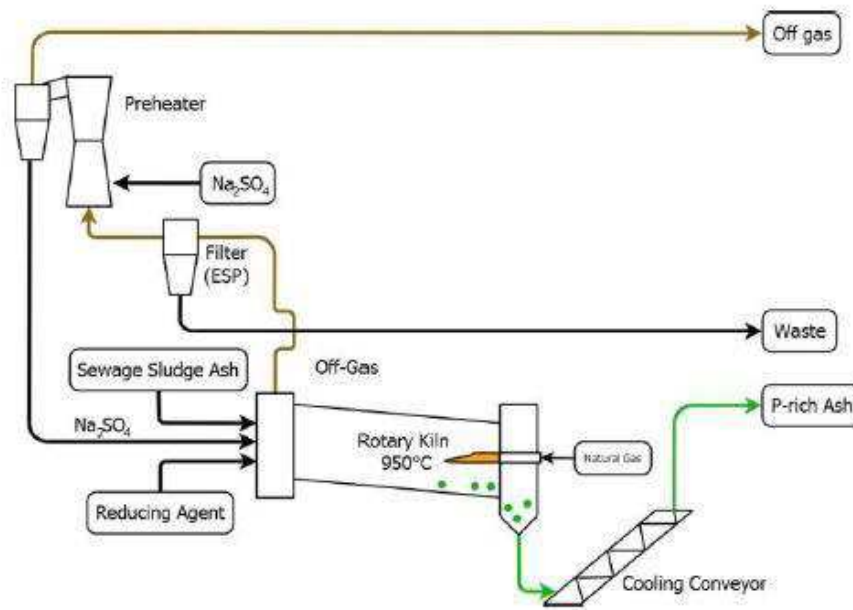 Off gas
Preheater
Na₂SO₄
Filter
(ESP)
Waste
Sewage Sludge Ash
Off-Gas
P-rich Ash
Na₂SO₄
Rotary Kiln
950°C
Natural Gas
Reducing Agent
Cooling Conveyor